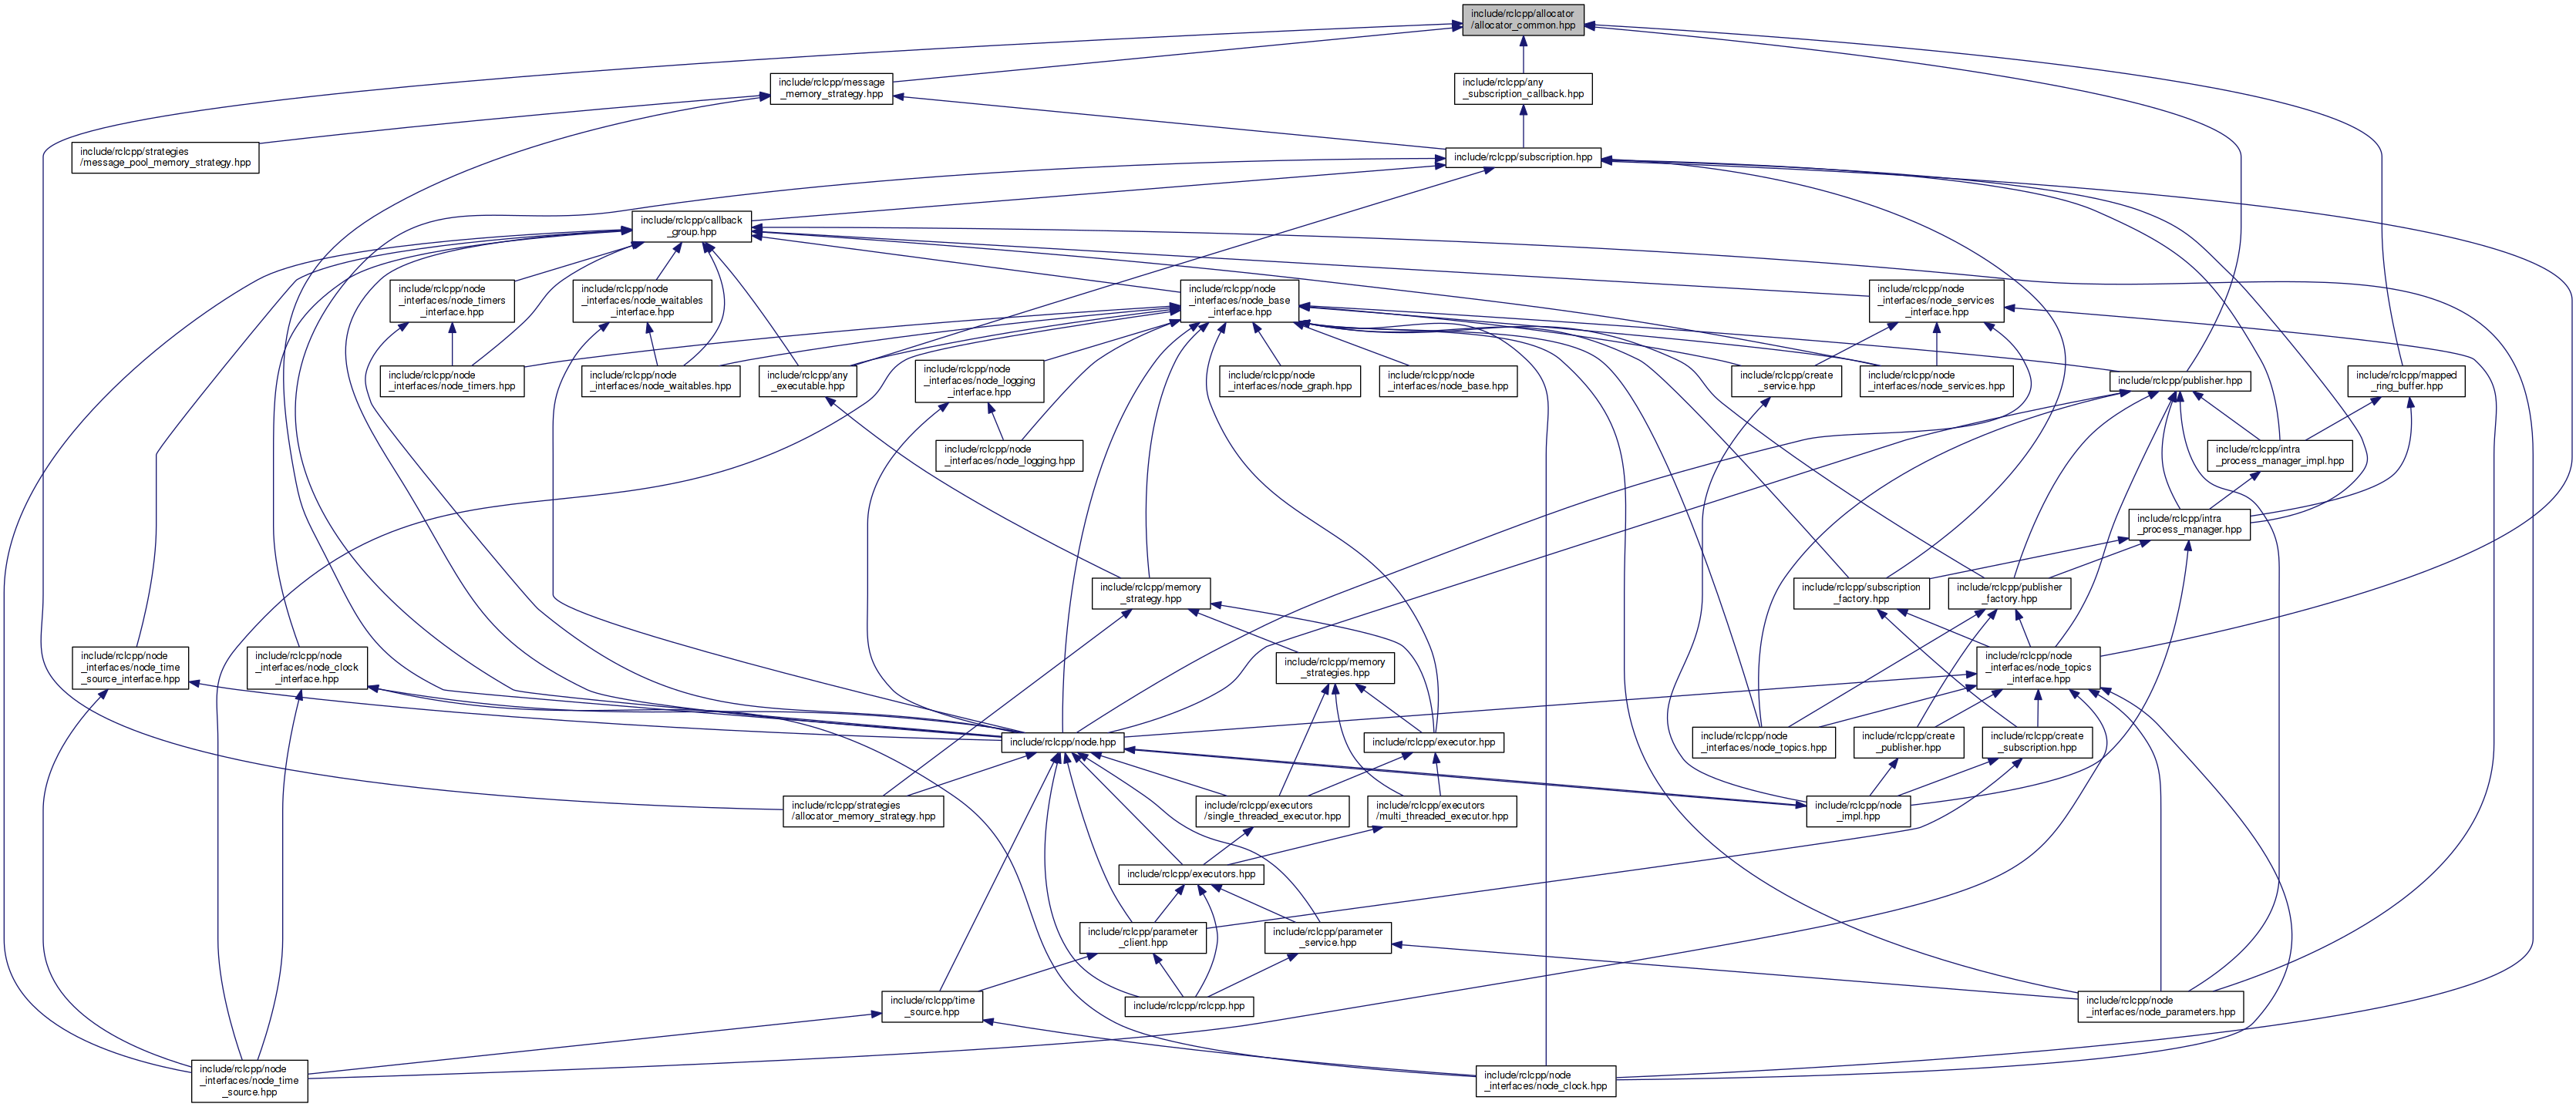 include/rclcpp/allocator
/allocator_common.hpp
include/rclcpp/message
_memory_strategy.hpp
include/rclcpp/any
_subscription_callback.hpp
include/rclcpp/strategies
/message_pool_memory_strategy.hpp
include/rclcpp/subscription.hpp
include/rclcpp/callback
_group.hpp
include/rclcpp/node
_interfaces/node_timers
_interface.hpp
include/rclcpp/node
_interfaces/node_waitables
_interface.hpp
include/rclcpp/node
_interfaces/node_base
_interface.hpp
include/rclcpp/node
_interfaces/node_services
_interface.hpp
include/rclcpp/node
_interfaces/node_timers.hpp
include/rclcpp/node
_interfaces/node_waitables.hpp
include/rclcpp/any
_executable.hpp
include/rclcpp/node
_interfaces/node_logging
_interface.hpp
include/rclcpp/node
_interfaces/node_graph.hpp
include/rclcpp/node
_interfaces/node_base.hpp
include/rclcpp/create
_service.hpp
include/rclcpp/node
_interfaces/node_services.hpp
include/rclcpp/publisher.hpp
include/rclcpp/mapped
_ring_buffer.hpp
include/rclcpp/node
_interfaces/node_logging.hpp
include/rclcpp/intra
_process_manager_impl.hpp
include/rclcpp/intra
_process_manager.hpp
include/rclcpp/memory
_strategy.hpp
include/rclcpp/subscription
_factory.hpp
include/rclcpp/publisher
_factory.hpp
include/rclcpp/node
_interfaces/node_time
_source_interface.hpp
include/rclcpp/node
_interfaces/node_clock
_interface.hpp
include/rclcpp/memory
_strategies.hpp
include/rclcpp/node
_interfaces/node_topics
_interface.hpp
include/rclcpp/node.hpp
include/rclcpp/executor.hpp
include/rclcpp/node
_interfaces/node_topics.hpp
include/rclcpp/create
_publisher.hpp
include/rclcpp/create
_subscription.hpp
include/rclcpp/strategies
/allocator_memory_strategy.hpp
include/rclcpp/executors
/single_threaded_executor.hpp
include/rclcpp/executors
/multi_threaded_executor.hpp
include/rclcpp/node
_impl.hpp
include/rclcpp/executors.hpp
include/rclcpp/parameter
_client.hpp
include/rclcpp/parameter
_service.hpp
include/rclcpp/time
_source.hpp
include/rclcpp/rclcpp.hpp
include/rclcpp/node
_interfaces/node_parameters.hpp
include/rclcpp/node
_interfaces/node_time
_source.hpp
include/rclcpp/node
_interfaces/node_clock.hpp